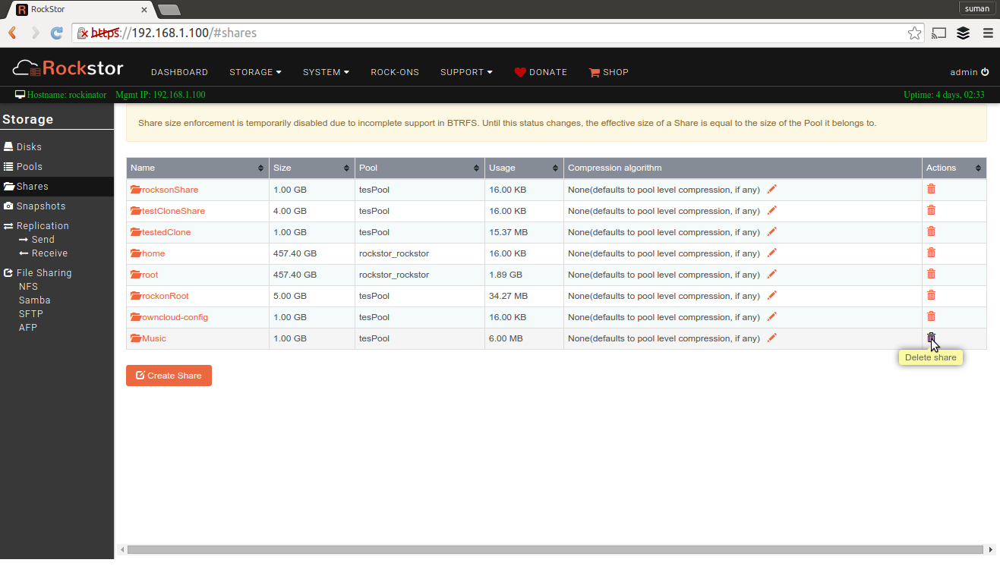 RockStor
suman
https://192.168.1.100/#shares
Rockstor DASHBOARD STORAGE SYSTEM ROCK-ONS SUPPORT DONATE SHOP admin
Hostname: rockinator Mgmt IP: 192.168.1.100 Uptime: 4 days, 02:33
Storage
Disks
Pools
Shares
Snapshots
Replication
Send
Receive
File Sharing
NFS
Samba
SFTP
AFP
Share size enforcement is temporarily disabled due to incomplete support in BTRFS. Until this status changes, the effective size of a Share is equal to the size of the Pool it belongs to.
Name Size Pool Usage Compression algorithm Actions
rocksonShare 1.00 GB tesPool 16.00 KB None(defaults to pool level compression, if any)
testCloneShare 4.00 GB tesPool 16.00 KB None(defaults to pool level compression, if any)
testedClone 1.00 GB tesPool 15.37 MB None(defaults to pool level compression, if any)
home 457.40 GB rockstor_rockstor 16.00 KB None(defaults to pool level compression, if any)
root 457.40 GB rockstor_rockstor 1.89 GB None(defaults to pool level compression, if any)
rockonRoot 5.00 GB tesPool 34.27 MB None(defaults to pool level compression, if any)
owncloud-config 1.00 GB tesPool 16.00 KB None(defaults to pool level compression, if any)
Music 1.00 GB tesPool 6.00 MB None(defaults to pool level compression, if any)
Delete share
Create Share